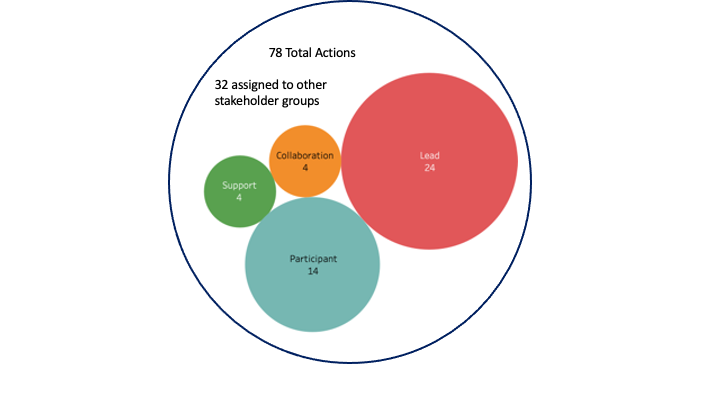 78 Total Actions
32 assigned to other
stakeholder groups
Collaboration
4
Lead
24
Support
4
Participant
14